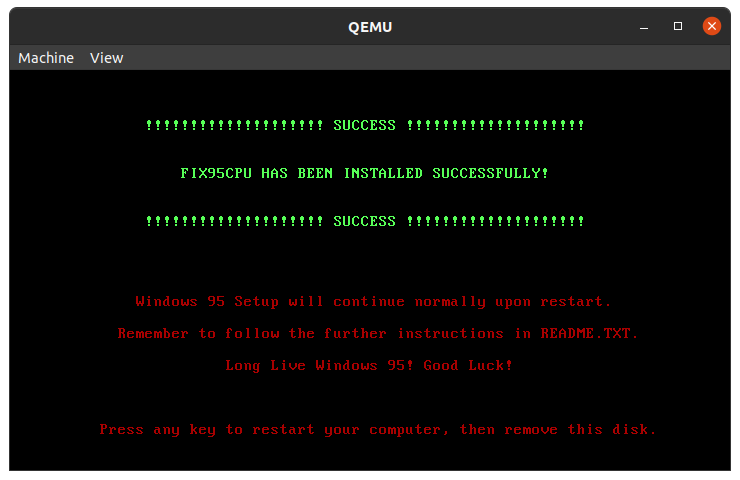 QEMU
Machine View
!!!!!!!!!!!!!!!!!!!! SUCCESS !!!!!!!!!!!!!!!!!!!!
FIX95CPU HAS BEEN INSTALLED SUCCESSFULLY!
!!!!!!!!!!!!!!!!!!!! SUCCESS !!!!!!!!!!!!!!!!!!!!
Windows 95 Setup will continue normally upon restart.
Remember to follow the further instructions in README.TXT.
Long Live Windows 95! Good Luck!
Press any key to restart your computer, then remove this disk.